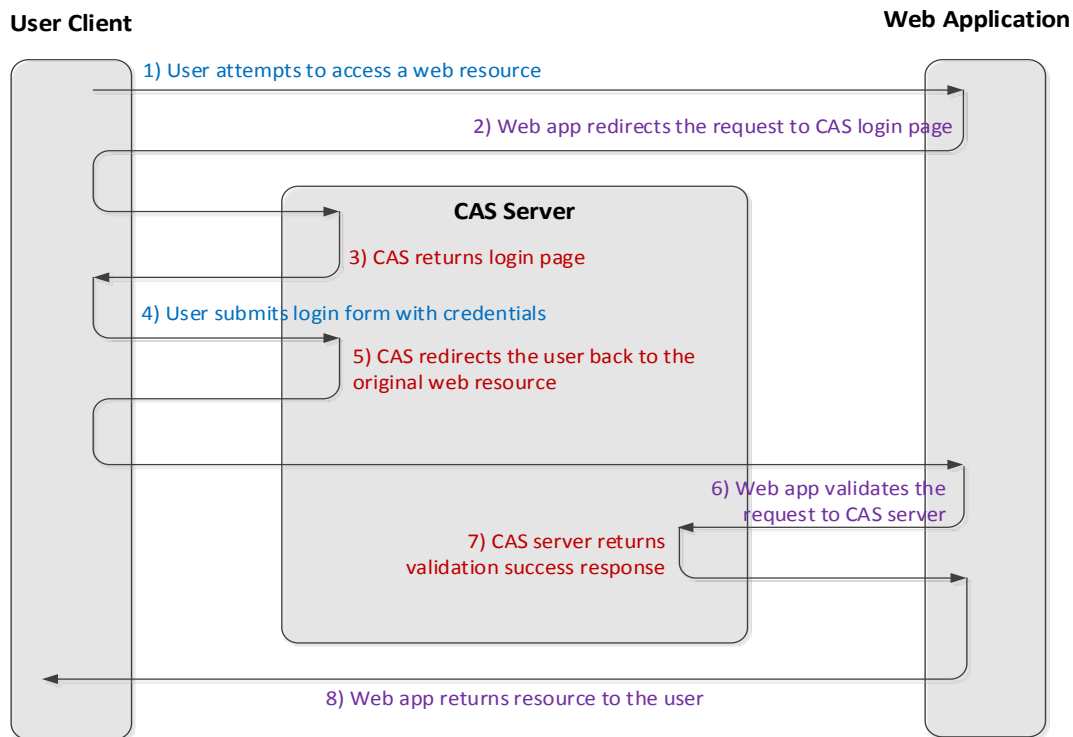 User Client
Web Application
1) User attempts to access a web resource
2) Web app redirects the request to CAS login page
CAS Server
3) CAS returns login page
4) User submits login form with credentials
5) CAS redirects the user back to the
original web resource
6) Web app validates the
request to CAS server
7) CAS server returns
validation success response
8) Web app returns resource to the user